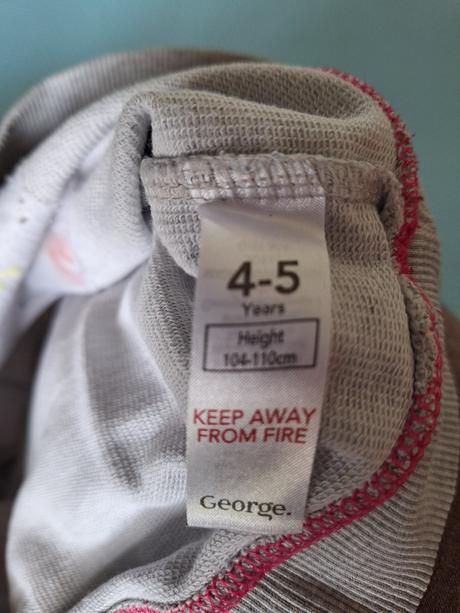 4-5
Years
Height
104-110cm
KEEP AWAY
FROM FIRE
George.